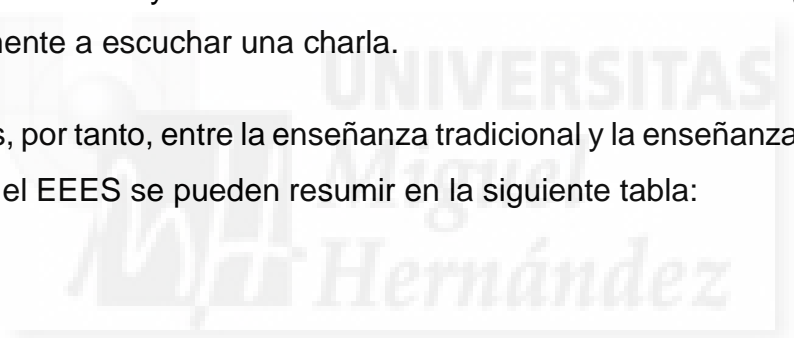 nente a escuchar una charla.
UNIVERSITAS
s, por tanto, entre la enseñanza tradicional y la enseñanza
Miguel
el EEES se pueden resumir en la siguiente tabla:
Hernández